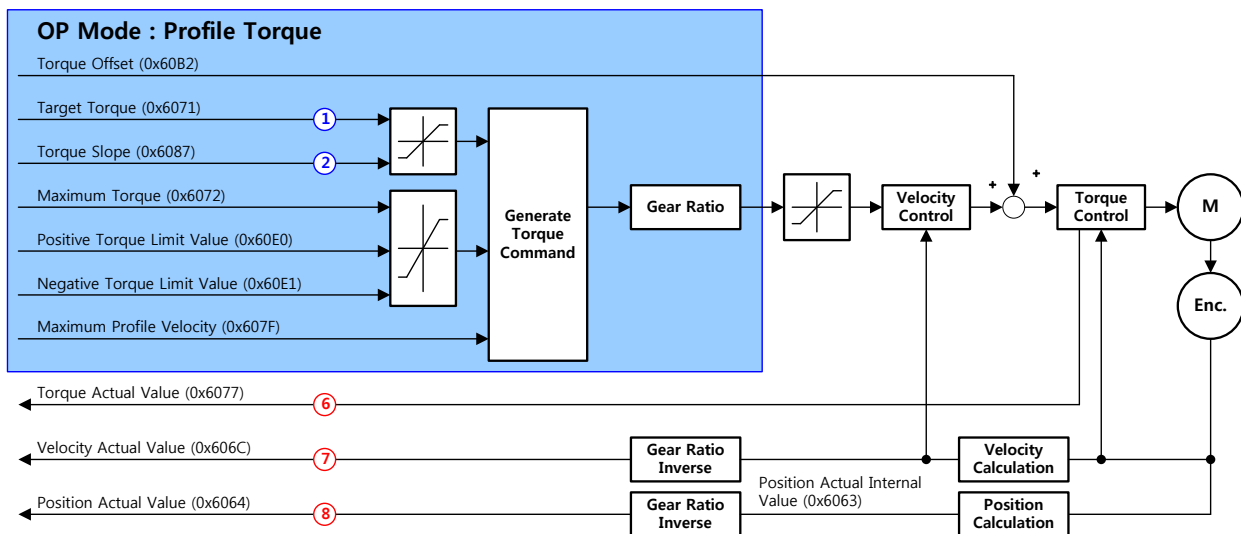 OP Mode : Profile Torque
Torque Offset (0x60B2)
Target Torque (0x6071)
1
Torque Slope (0x6087)
2
Maximum Torque (0x6072)
Positive Torque Limit Value (0x60E0)
Negative Torque Limit Value (0x60E1)
Maximum Profile Velocity (0x607F)
Generate
Torque
Command
Gear Ratio
Velocity
Control
+
+
Torque
Control
M
Enc.
Torque Actual Value (0x6077)
6
Velocity Actual Value (0x606C)
7
Gear Ratio
Inverse
Velocity
Calculation
Position Actual Value (0x6064)
8
Gear Ratio
Inverse
Position Actual Internal
Value (0x6063)
Position
Calculation